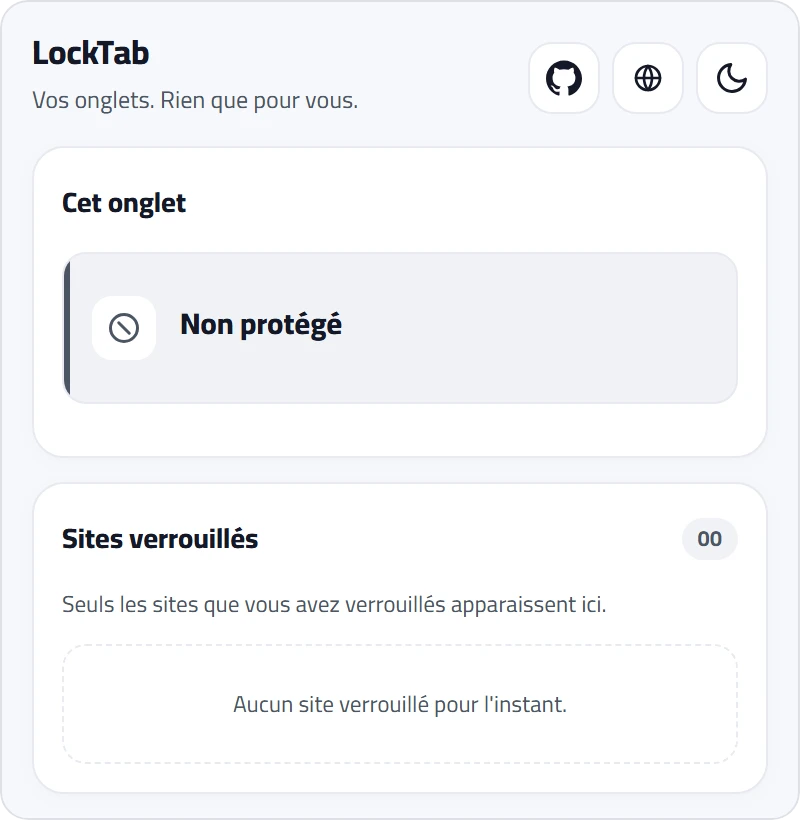 LockTab
Vos onglets. Rien que pour vous.
Cet onglet
Non protégé
Sites verrouillés
00
Seuls les sites que vous avez verrouillés apparaissent ici.
Aucun site verrouillé pour l'instant.